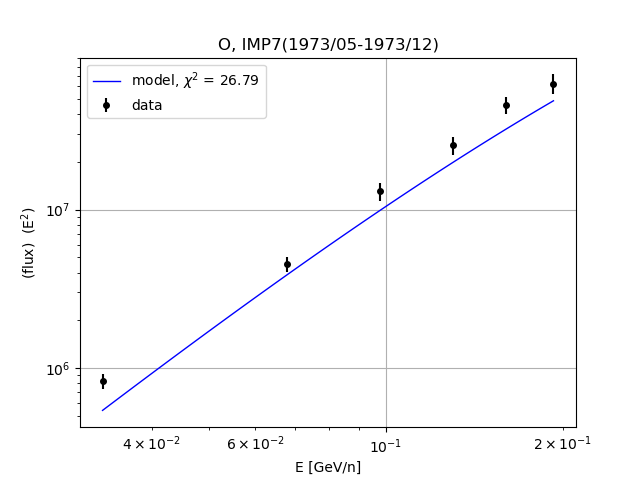 O, IMP7(1973/05-1973/12)
model, χ² = 26.79
data
(flux) (E²)
10⁷
10⁶
4 × 10⁻²
6 × 10⁻²
10⁻¹
2 × 10⁻¹
E [GeV/n]